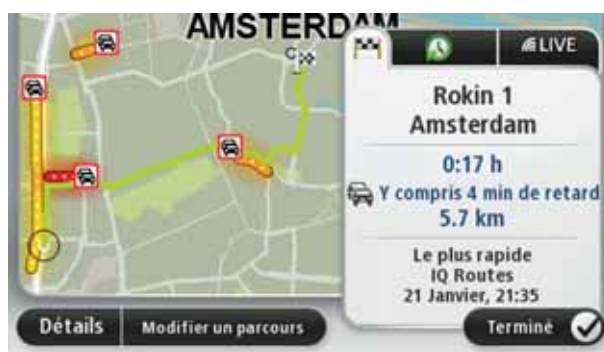 AMSTERDAM
LIVE
Rokin 1
Amsterdam
0:17 h
Y compris 4 min de retard
5.7 km
Le plus rapide
IQ Routes
21 Janvier, 21:35
Détails
Modifier un parcours
Terminé